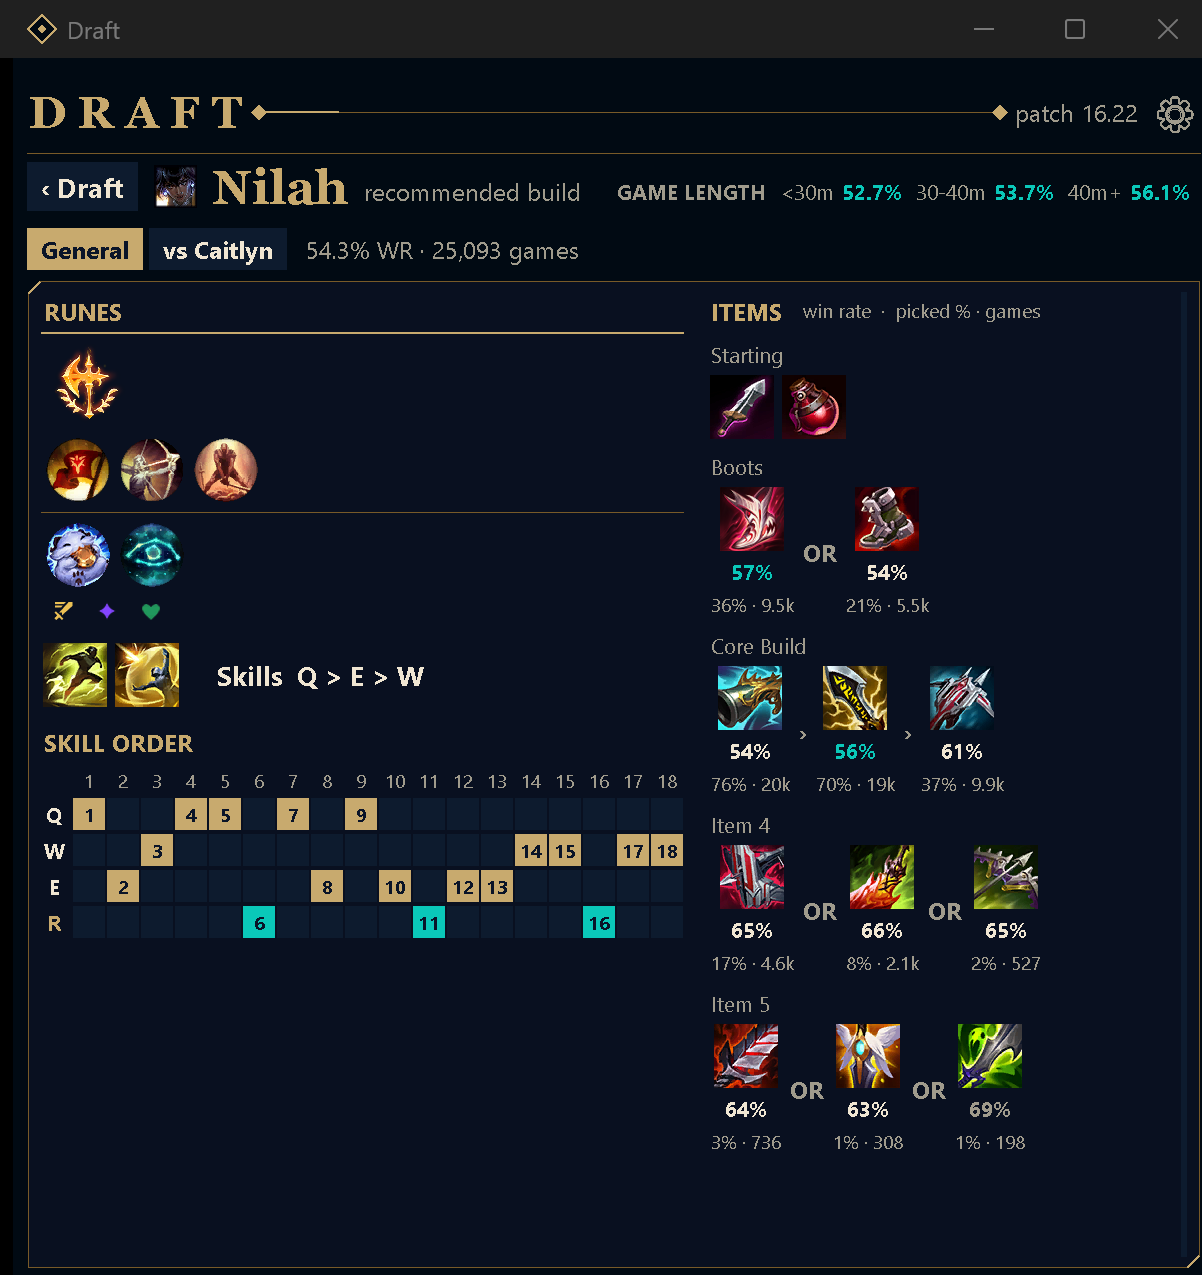 Draft
DRAFT
patch 16.22
‹ Draft
Nilah recommended build
GAME LENGTH <30m 52.7% 30-40m 53.7% 40m+ 56.1%
General
vs Caitlyn
54.3% WR · 25,093 games
RUNES
Skills Q > E > W
SKILL ORDER
1 2 3 4 5 6 7 8 9 10 11 12 13 14 15 16 17 18
Q 1 4 5 7 9
W 3 14 15 17 18
E 2 8 10 12 13
R 6 11 16
ITEMS win rate · picked % · games
Starting
Boots
OR
57% 54%
36% · 9.5k 21% · 5.5k
Core Build
› ›
54% 56% 61%
76% · 20k 70% · 19k 37% · 9.9k
Item 4
OR OR
65% 66% 65%
17% · 4.6k 8% · 2.1k 2% · 527
Item 5
OR OR
64% 63% 69%
3% · 736 1% · 308 1% · 198